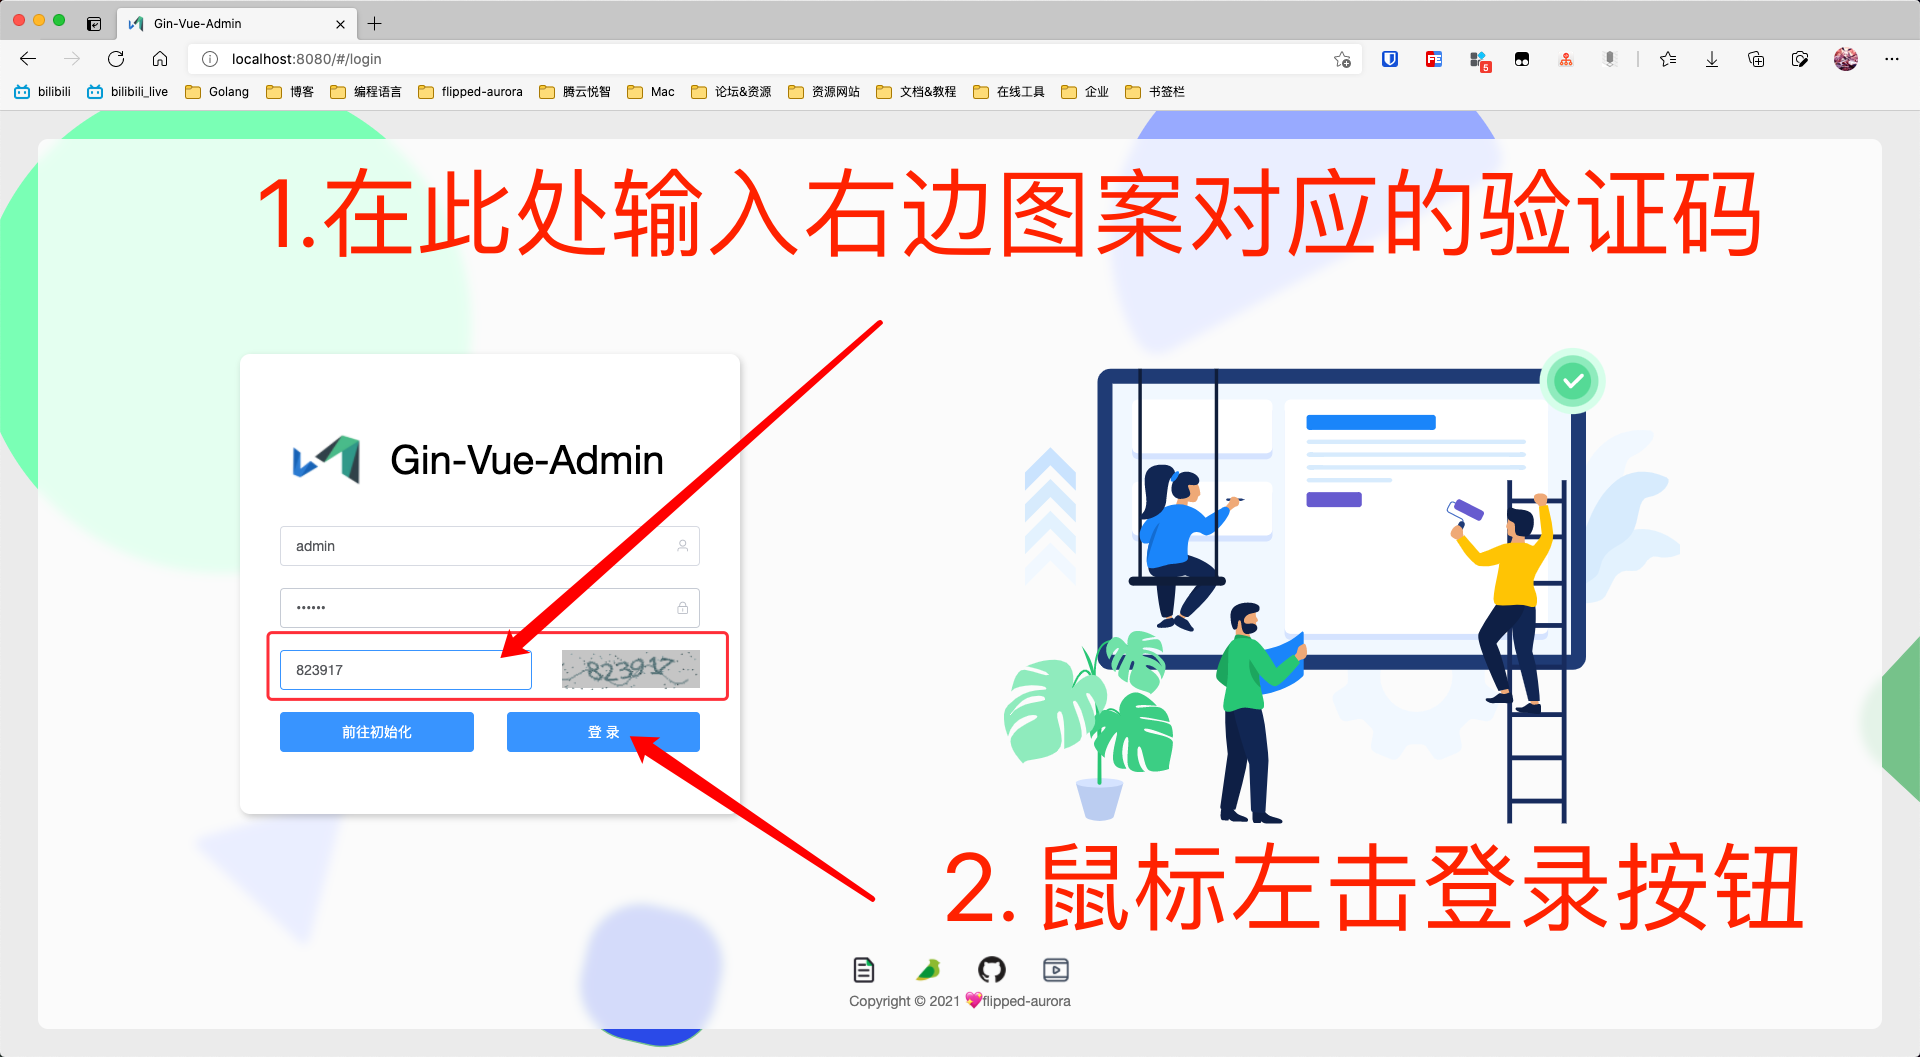 Gin-Vue-Admin
localhost:8080/#/login
5
bilibili bilibili_live Golang 博客 编程语言 flipped-aurora 腾云悦智 Mac 论坛&资源 资源网站 文档&教程 在线工具 企业 书签栏
1.在此处输入右边图案对应的验证码
Gin-Vue-Admin
admin
••••••
823917 823917
前往初始化 登 录
2. 鼠标左击登录按钮
Copyright © 2021 💖flipped-aurora